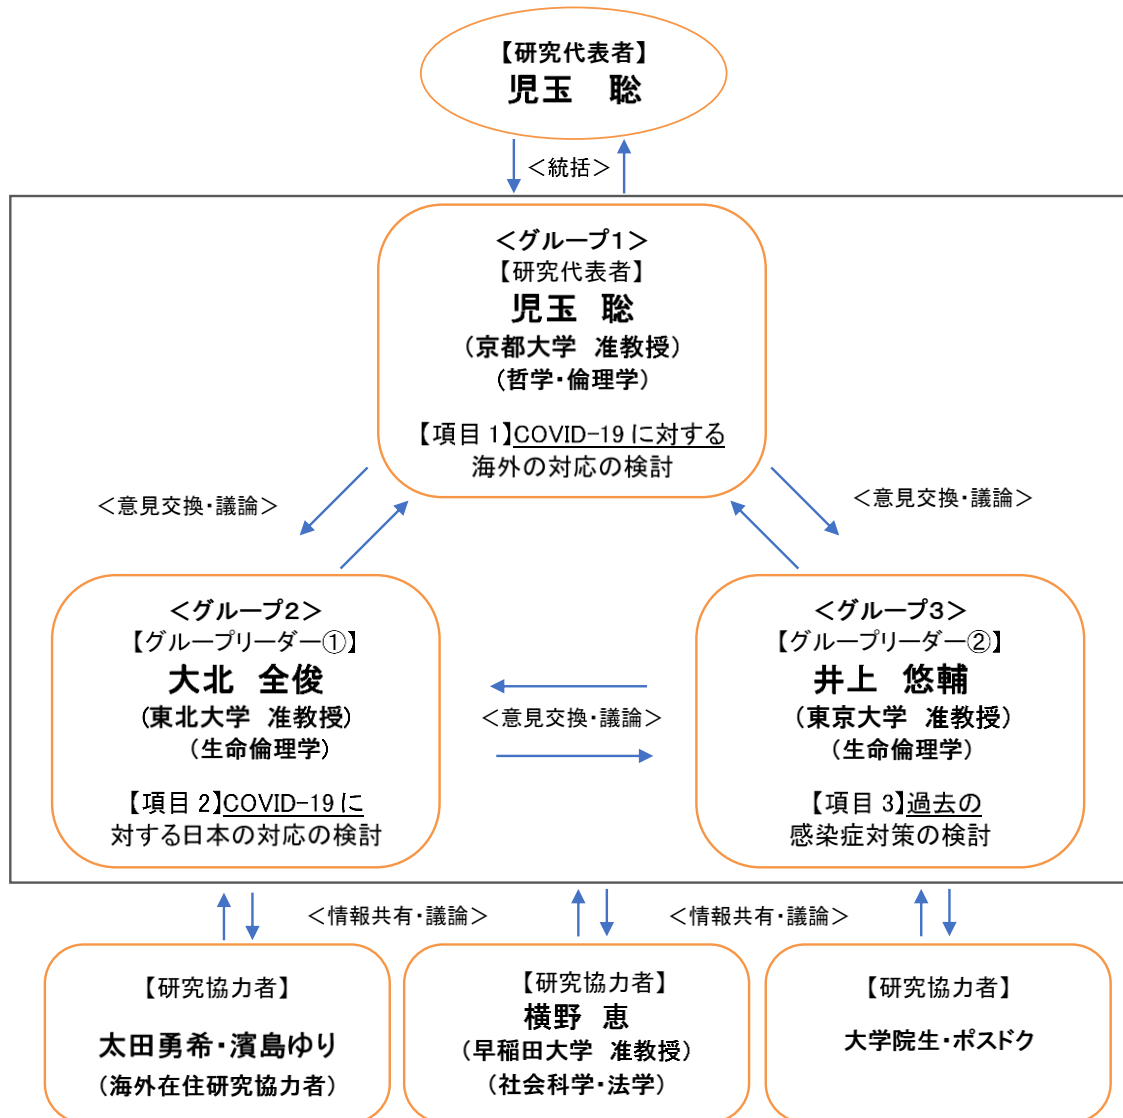 【研究代表者】
児玉　聡
＜統括＞
＜グループ１＞
【研究代表者】
児玉　聡
（京都大学　准教授）
（哲学・倫理学）
【項目 1】COVID-19 に対する
海外の対応の検討
＜意見交換・議論＞
＜意見交換・議論＞
＜グループ２＞
【グループリーダー①】
大北　全俊
（東北大学　准教授）
（生命倫理学）
【項目 2】COVID-19 に
対する日本の対応の検討
＜意見交換・議論＞
＜グループ３＞
【グループリーダー②】
井上　悠輔
（東京大学　准教授）
（生命倫理学）
【項目 3】過去の
感染症対策の検討
＜情報共有・議論＞
＜情報共有・議論＞
【研究協力者】
太田勇希・濱島ゆり
（海外在住研究協力者）
【研究協力者】
横野　恵
（早稲田大学　准教授）
（社会科学・法学）
【研究協力者】
大学院生・ポスドク